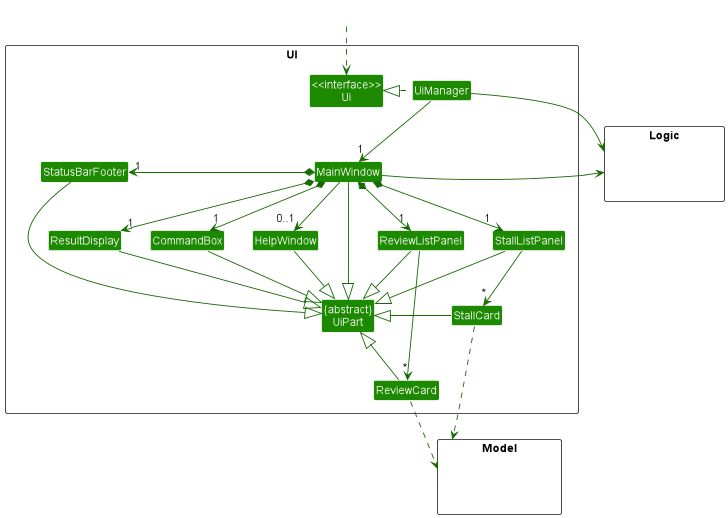 UI
<<interface>>
Ui
UiManager
Logic
1
StatusBarFooter
1
MainWindow
1
1
0..1
1
1
ResultDisplay
CommandBox
HelpWindow
ReviewListPanel
StallListPanel
*
{abstract}
UiPart
StallCard
*
ReviewCard
Model